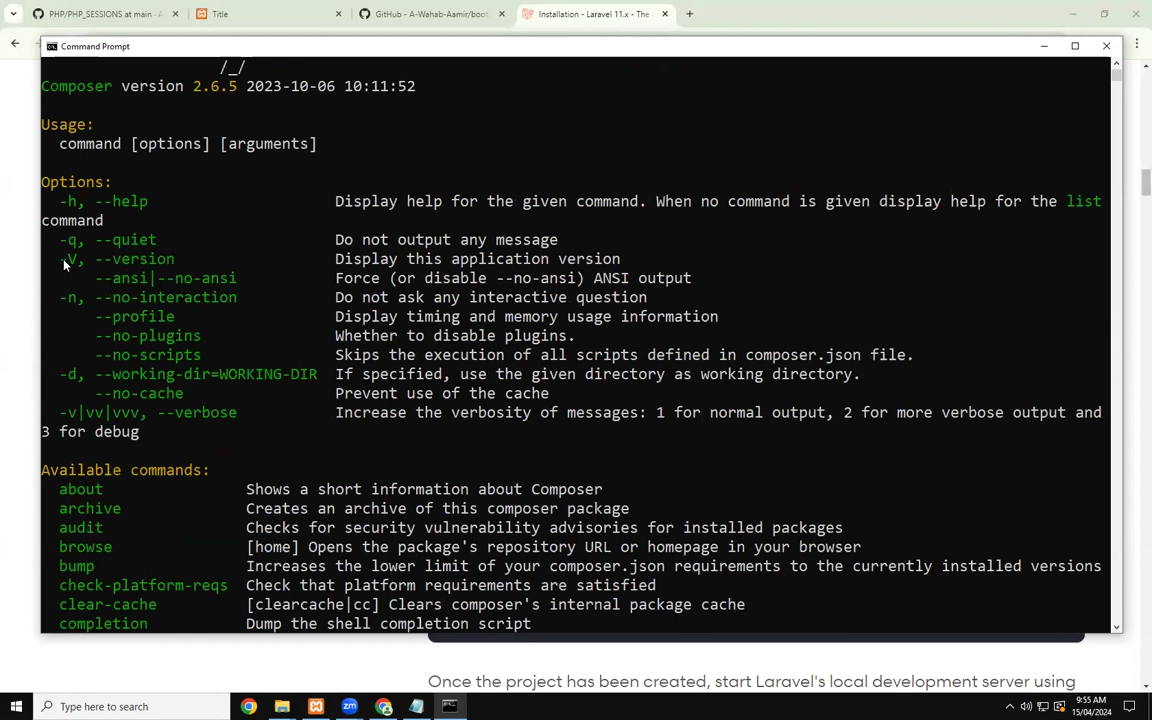 PHP/PHP_SESSIONS at main · A
Title
GitHub - A-Wahab-Aamir/boot
Installation - Laravel 11.x - The
Command Prompt
/_/
Composer version 2.6.5 2023-10-06 10:11:52
Usage:
command [options] [arguments]
Options:
-h, --help Display help for the given command. When no command is given display help for the list
command
-q, --quiet Do not output any message
-V, --version Display this application version
--ansi|--no-ansi Force (or disable --no-ansi) ANSI output
-n, --no-interaction Do not ask any interactive question
--profile Display timing and memory usage information
--no-plugins Whether to disable plugins.
--no-scripts Skips the execution of all scripts defined in composer.json file.
-d, --working-dir=WORKING-DIR If specified, use the given directory as working directory.
--no-cache Prevent use of the cache
-v|vv|vvv, --verbose Increase the verbosity of messages: 1 for normal output, 2 for more verbose output and
3 for debug
Available commands:
about Shows a short information about Composer
archive Creates an archive of this composer package
audit Checks for security vulnerability advisories for installed packages
browse [home] Opens the package's repository URL or homepage in your browser
bump Increases the lower limit of your composer.json requirements to the currently installed versions
check-platform-reqs Check that platform requirements are satisfied
clear-cache [clearcache|cc] Clears composer's internal package cache
completion Dump the shell completion script
Once the project has been created, start Laravel's local development server using
Type here to search
zm
9:55 AM
15/04/2024